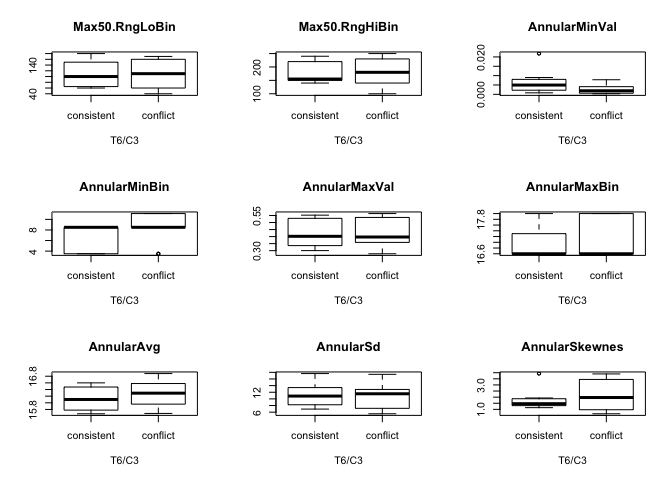 Max50.RngLoBin Max50.RngHiBin AnnularMinVal
40 140 100 200 0.000 0.020
consistent conflict consistent conflict consistent conflict
T6/C3 T6/C3 T6/C3
AnnularMinBin AnnularMaxVal AnnularMaxBin
4 8 0.30 0.55 16.6 17.8
consistent conflict consistent conflict consistent conflict
T6/C3 T6/C3 T6/C3
AnnularAvg AnnularSd AnnularSkewnes
15.8 16.8 6 12 1.0 3.0
consistent conflict consistent conflict consistent conflict
T6/C3 T6/C3 T6/C3